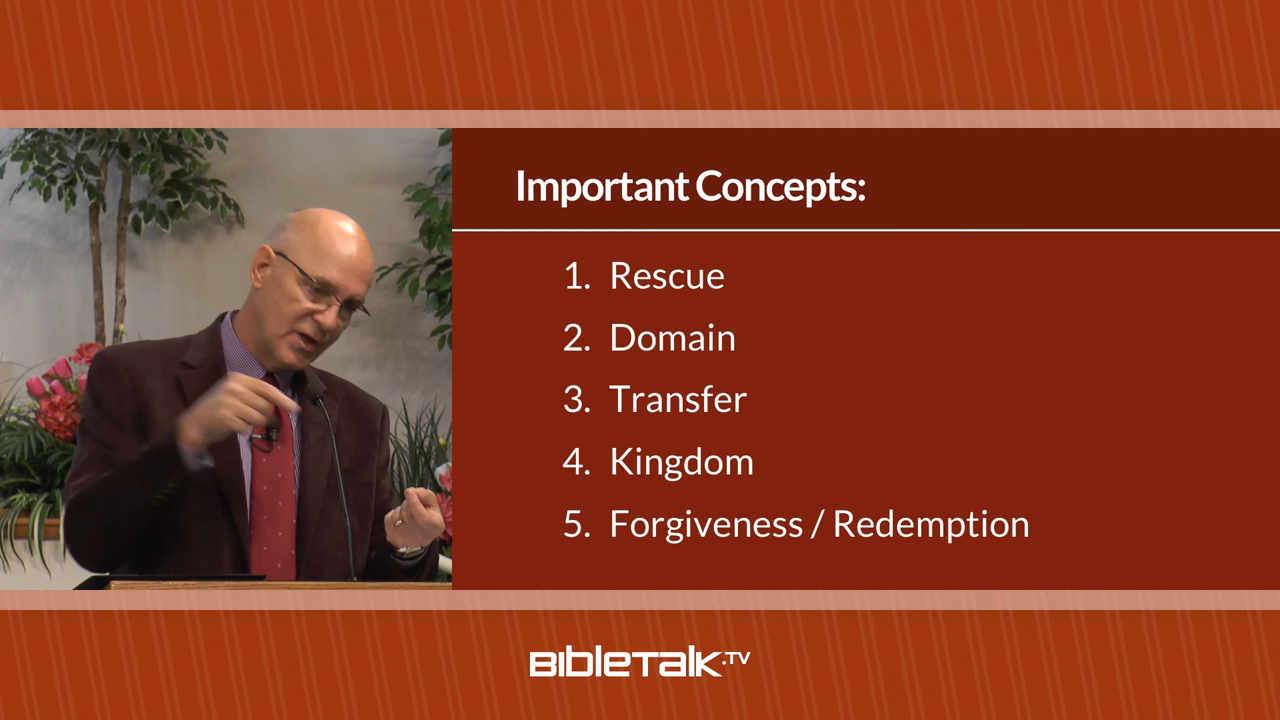 Important Concepts:
1. Rescue
2. Domain
3. Transfer
4. Kingdom
5. Forgiveness / Redemption
BibleTalk.TV